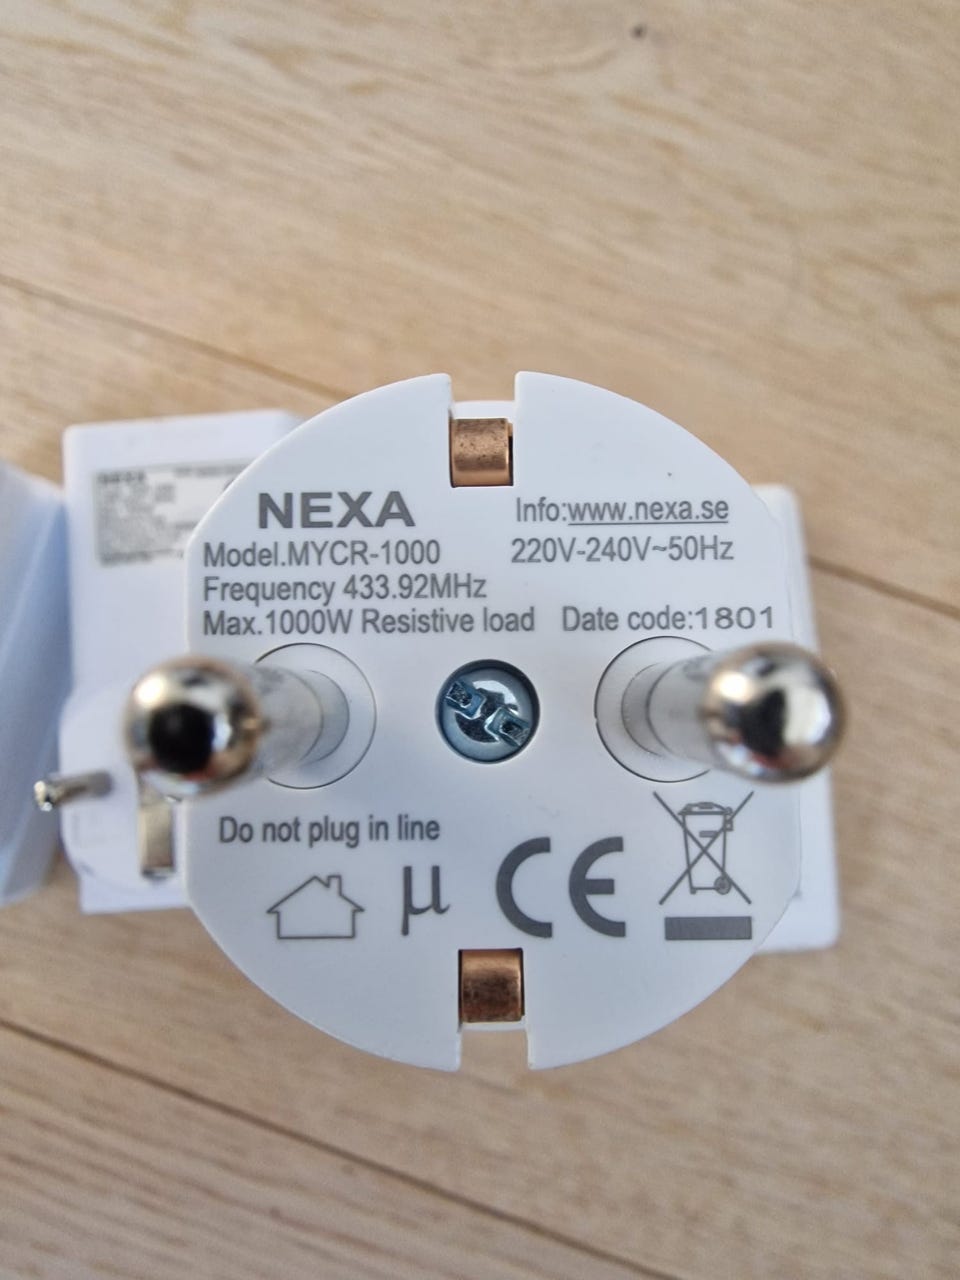 NEXA
Info:www.nexa.se
Model.MYCR-1000
220V-240V~50Hz
Frequency 433.92MHz
Max.1000W Resistive load
Date code:1801
Do not plug in line
µ
CE
NEXA